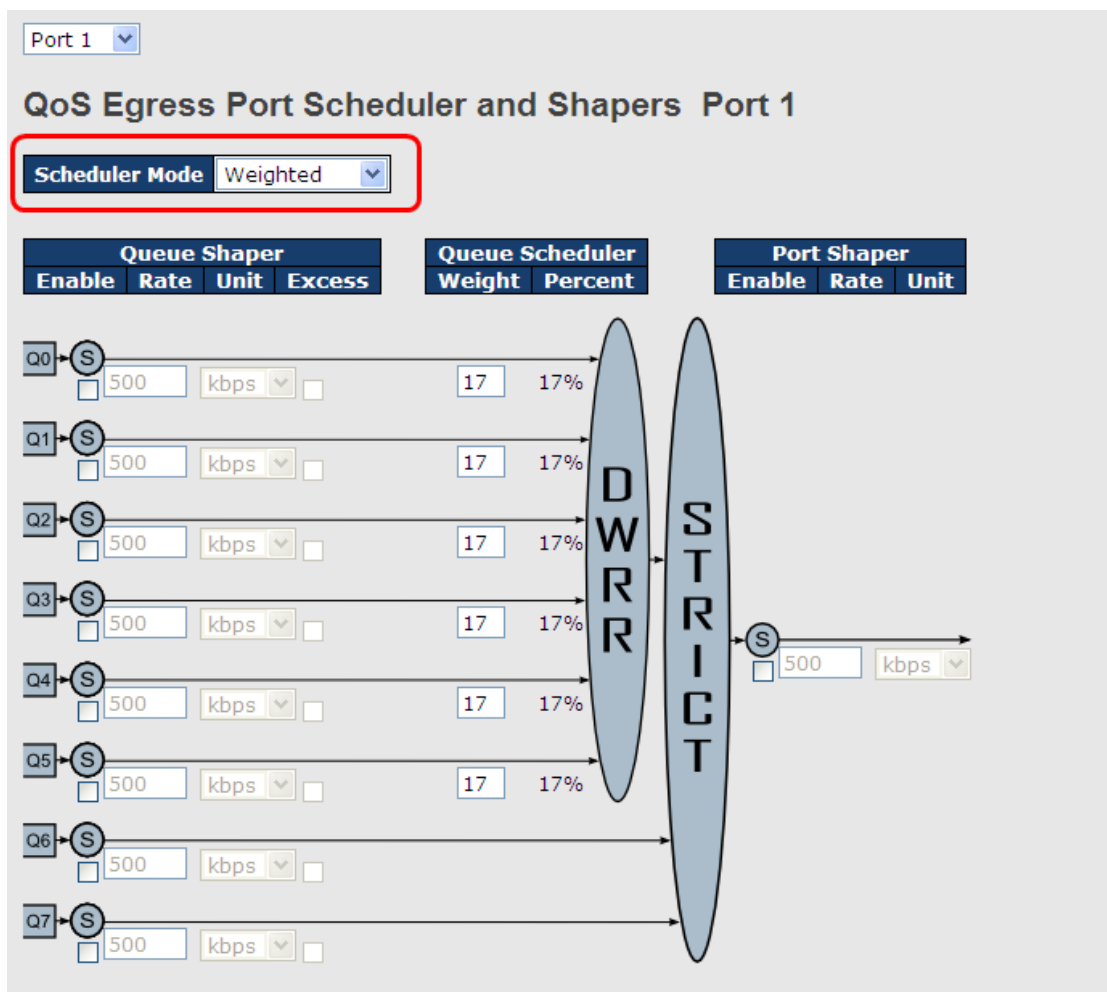 Port 1
QoS Egress Port Scheduler and Shapers Port 1
Scheduler Mode Weighted
Queue Shaper Queue Scheduler Port Shaper
Enable Rate Unit Excess Weight Percent Enable Rate Unit
Q0 S
500 kbps 17 17%
Q1 S
500 kbps 17 17%
Q2 S
500 kbps 17 17%
Q3 S
500 kbps 17 17%
Q4 S
500 kbps 17 17%
Q5 S
500 kbps 17 17%
Q6 S
500 kbps
Q7 S
500 kbps
DWRR
STRICT
S
500 kbps